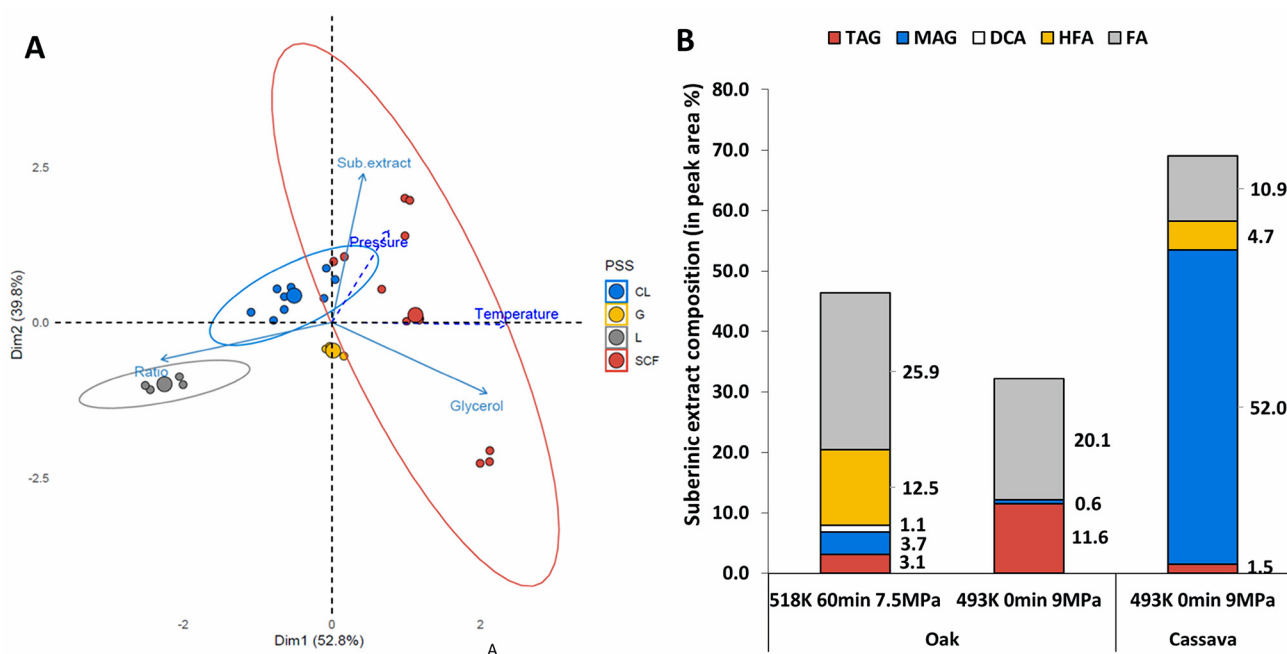 A
Sub.extract
2.5
Pressure
Temperature
0.0
Ratio
Glycerol
-2.5
Dim2 (39.8%)
-2
0
2
Dim1 (52.8%)
A
PSS
CL
G
L
SCF
B
TAG MAG DCA HFA FA
Suberinic extract composition (in peak area %)
80.0
70.0
60.0
50.0
40.0
30.0
20.0
10.0
0.0
25.9
12.5
1.1
3.7
3.1
20.1
0.6
11.6
10.9
4.7
52.0
1.5
518K 60min 7.5MPa 493K 0min 9MPa 493K 0min 9MPa
Oak Cassava